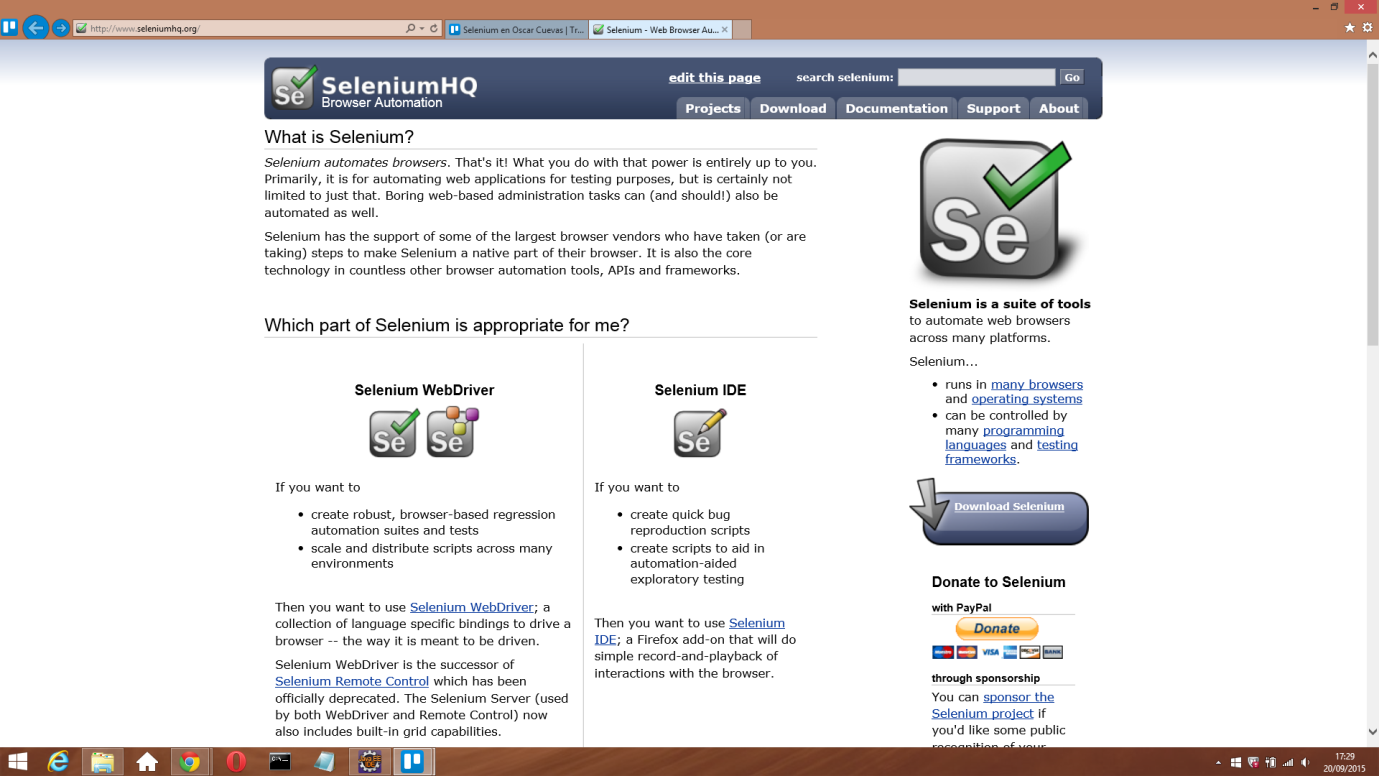 http://www.seleniumhq.org/
Selenium en Oscar Cuevas | Tr...
Selenium - Web Browser Au...
Se
SeleniumHQ
Browser Automation
edit this page
search selenium:
Go
Projects
Download
Documentation
Support
About
What is Selenium?
Selenium automates browsers. That's it! What you do with that power is entirely up to you.
Primarily, it is for automating web applications for testing purposes, but is certainly not
limited to just that. Boring web-based administration tasks can (and should!) also be
automated as well.
Selenium has the support of some of the largest browser vendors who have taken (or are
taking) steps to make Selenium a native part of their browser. It is also the core
technology in countless other browser automation tools, APIs and frameworks.
Which part of Selenium is appropriate for me?
Selenium WebDriver
Se
Se
If you want to
• create robust, browser-based regression
automation suites and tests
• scale and distribute scripts across many
environments
Then you want to use Selenium WebDriver; a
collection of language specific bindings to drive a
browser -- the way it is meant to be driven.
Selenium WebDriver is the successor of
Selenium Remote Control which has been
officially deprecated. The Selenium Server (used
by both WebDriver and Remote Control) now
also includes built-in grid capabilities.
Selenium IDE
Se
If you want to
• create quick bug
reproduction scripts
• create scripts to aid in
automation-aided
exploratory testing
Then you want to use Selenium
IDE; a Firefox add-on that will do
simple record-and-playback of
interactions with the browser.
Se
Selenium is a suite of tools
to automate web browsers
across many platforms.
Selenium...
• runs in many browsers
and operating systems
• can be controlled by
many programming
languages and testing
frameworks.
Download Selenium
Donate to Selenium
with PayPal
Donate
VISA
BANK
through sponsorship
You can sponsor the
Selenium project if
you'd like some public
recognition of your
17:29
20/09/2015